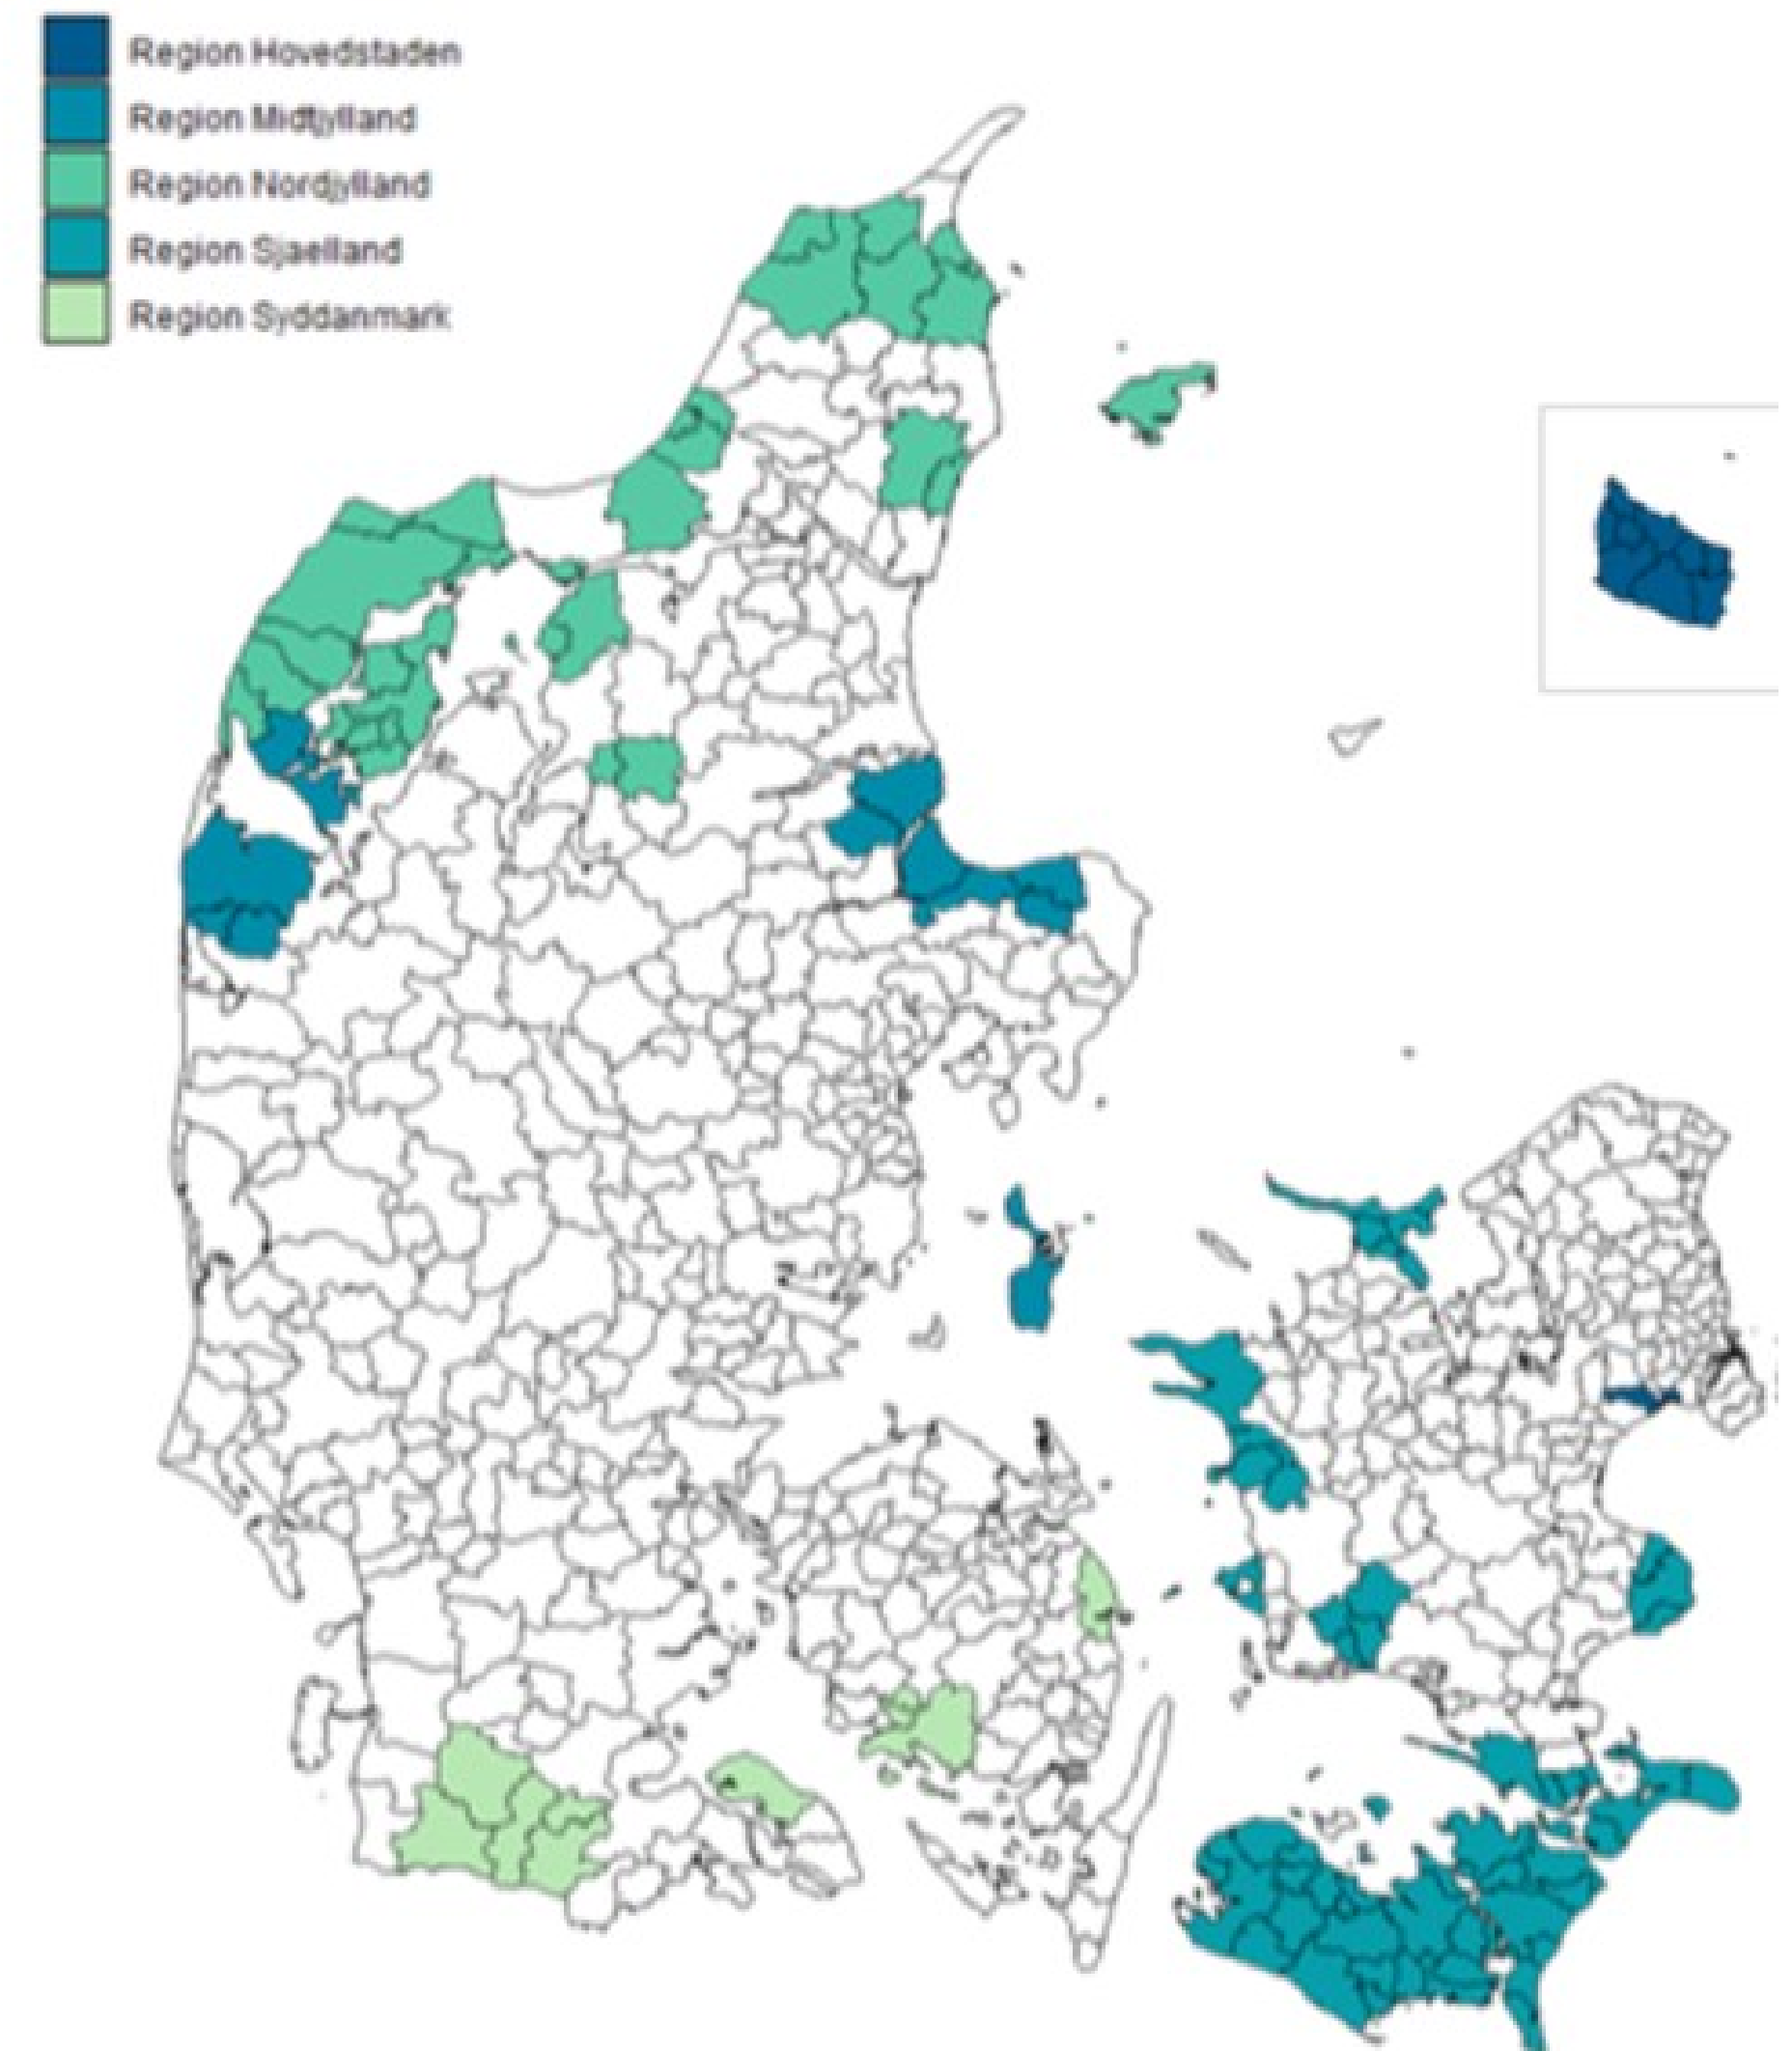 Region Hovedstaden
Region Midtjylland
Region Nordjylland
Region Sjaelland
Region Syddanmark